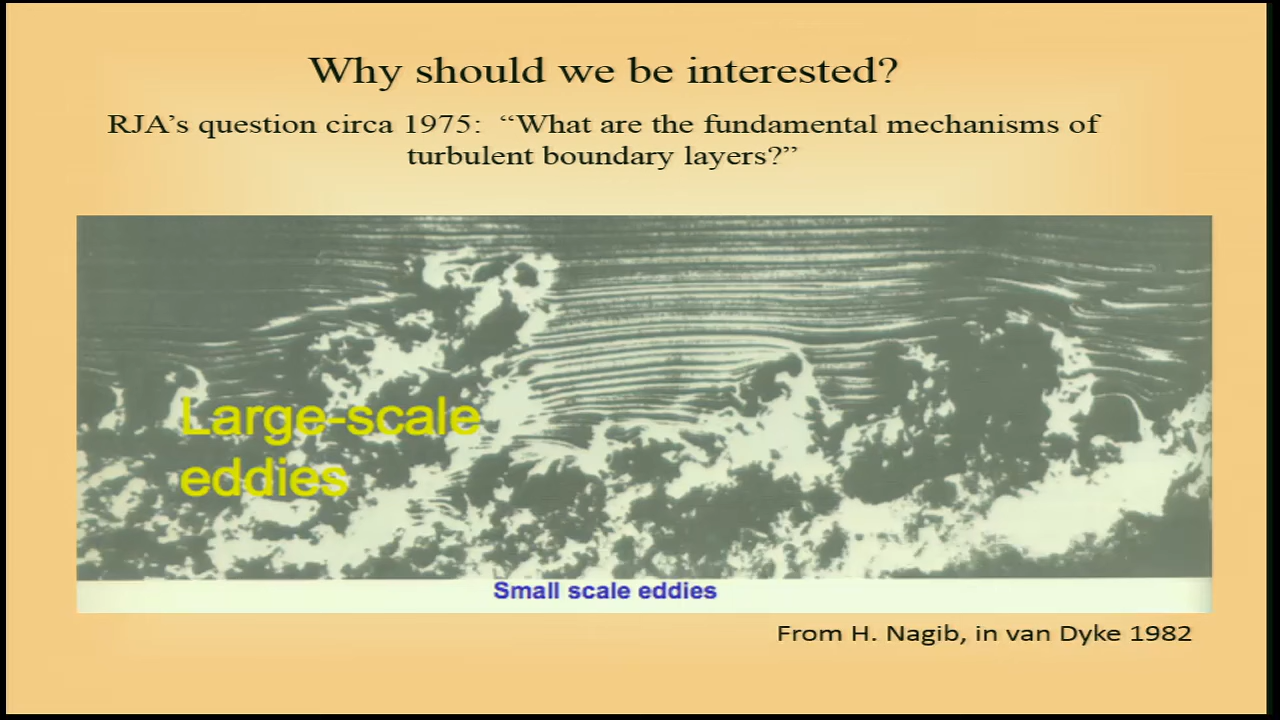 Why should we be interested?
RJA's question circa 1975: “What are the fundamental mechanisms of
turbulent boundary layers?”
Large-scale
eddies
Small scale eddies
From H. Nagib, in van Dyke 1982